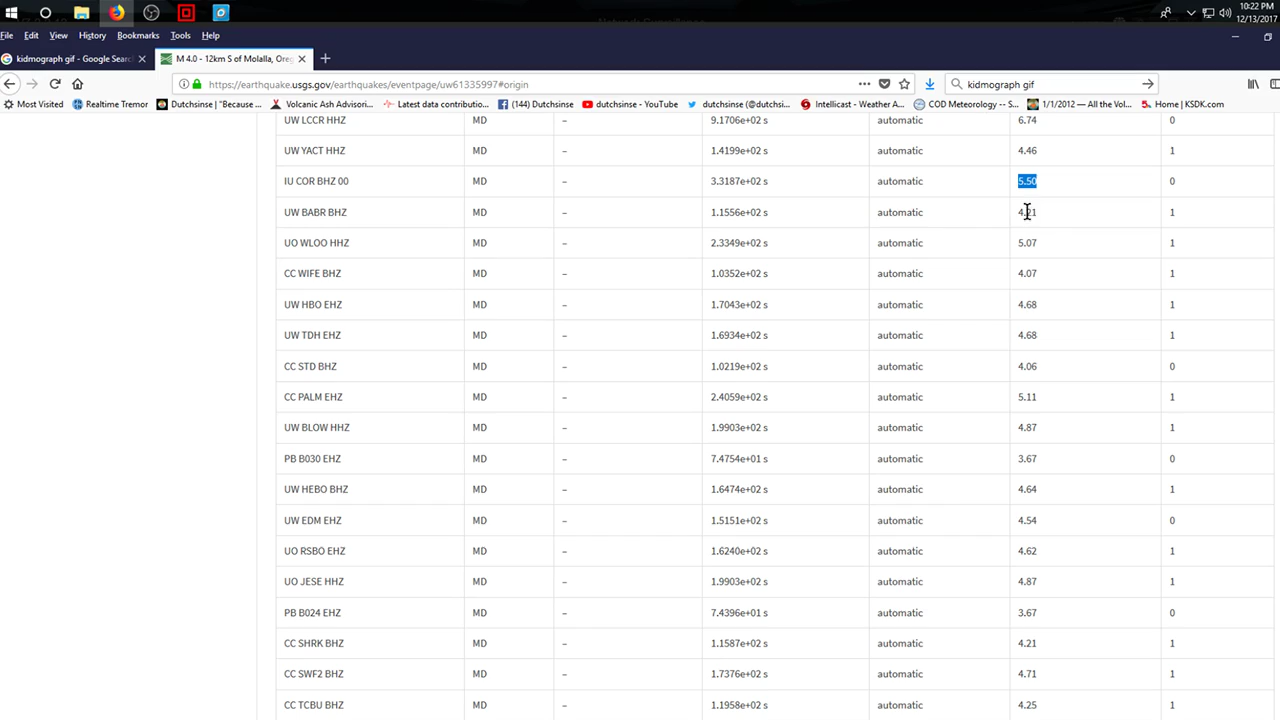 10:22 PM
12/13/2017
File Edit View History Bookmarks Tools Help
kidmograph gif - Google Searc
M 4.0 - 12km S of Molalla, Oreg
https://earthquake.usgs.gov/earthquakes/eventpage/uw61335997#origin
kidmograph gif
Most Visited Realtime Tremor Dutchsinse | "Because ... Volcanic Ash Advisori... Latest data contributio... (144) Dutchsinse dutchsinse - YouTube dutchsinse (@dutchsi... Intellicast - Weather A... COD Meteorology -- S... 1/1/2012 — All the Vol... Home | KSDK.com
UW LCCR HHZ MD – 9.1706e+02 s automatic 6.74 0
UW YACT HHZ MD – 1.4199e+02 s automatic 4.46 1
IU COR BHZ 00 MD – 3.3187e+02 s automatic 5.50 0
UW BABR BHZ MD – 1.1556e+02 s automatic 4.21 1
UO WLOO HHZ MD – 2.3349e+02 s automatic 5.07 1
CC WIFE BHZ MD – 1.0352e+02 s automatic 4.07 1
UW HBO EHZ MD – 1.7043e+02 s automatic 4.68 1
UW TDH EHZ MD – 1.6934e+02 s automatic 4.68 1
CC STD BHZ MD – 1.0219e+02 s automatic 4.06 0
CC PALM EHZ MD – 2.4059e+02 s automatic 5.11 1
UW BLOW HHZ MD – 1.9903e+02 s automatic 4.87 1
PB B030 EHZ MD – 7.4754e+01 s automatic 3.67 0
UW HEBO BHZ MD – 1.6474e+02 s automatic 4.64 1
UW EDM EHZ MD – 1.5151e+02 s automatic 4.54 0
UO RSBO EHZ MD – 1.6240e+02 s automatic 4.62 1
UO JESE HHZ MD – 1.9903e+02 s automatic 4.87 1
PB B024 EHZ MD – 7.4396e+01 s automatic 3.67 0
CC SHRK BHZ MD – 1.1587e+02 s automatic 4.21 1
CC SWF2 BHZ MD – 1.7376e+02 s automatic 4.71 1
CC TCBU BHZ MD – 1.1958e+02 s automatic 4.25 1